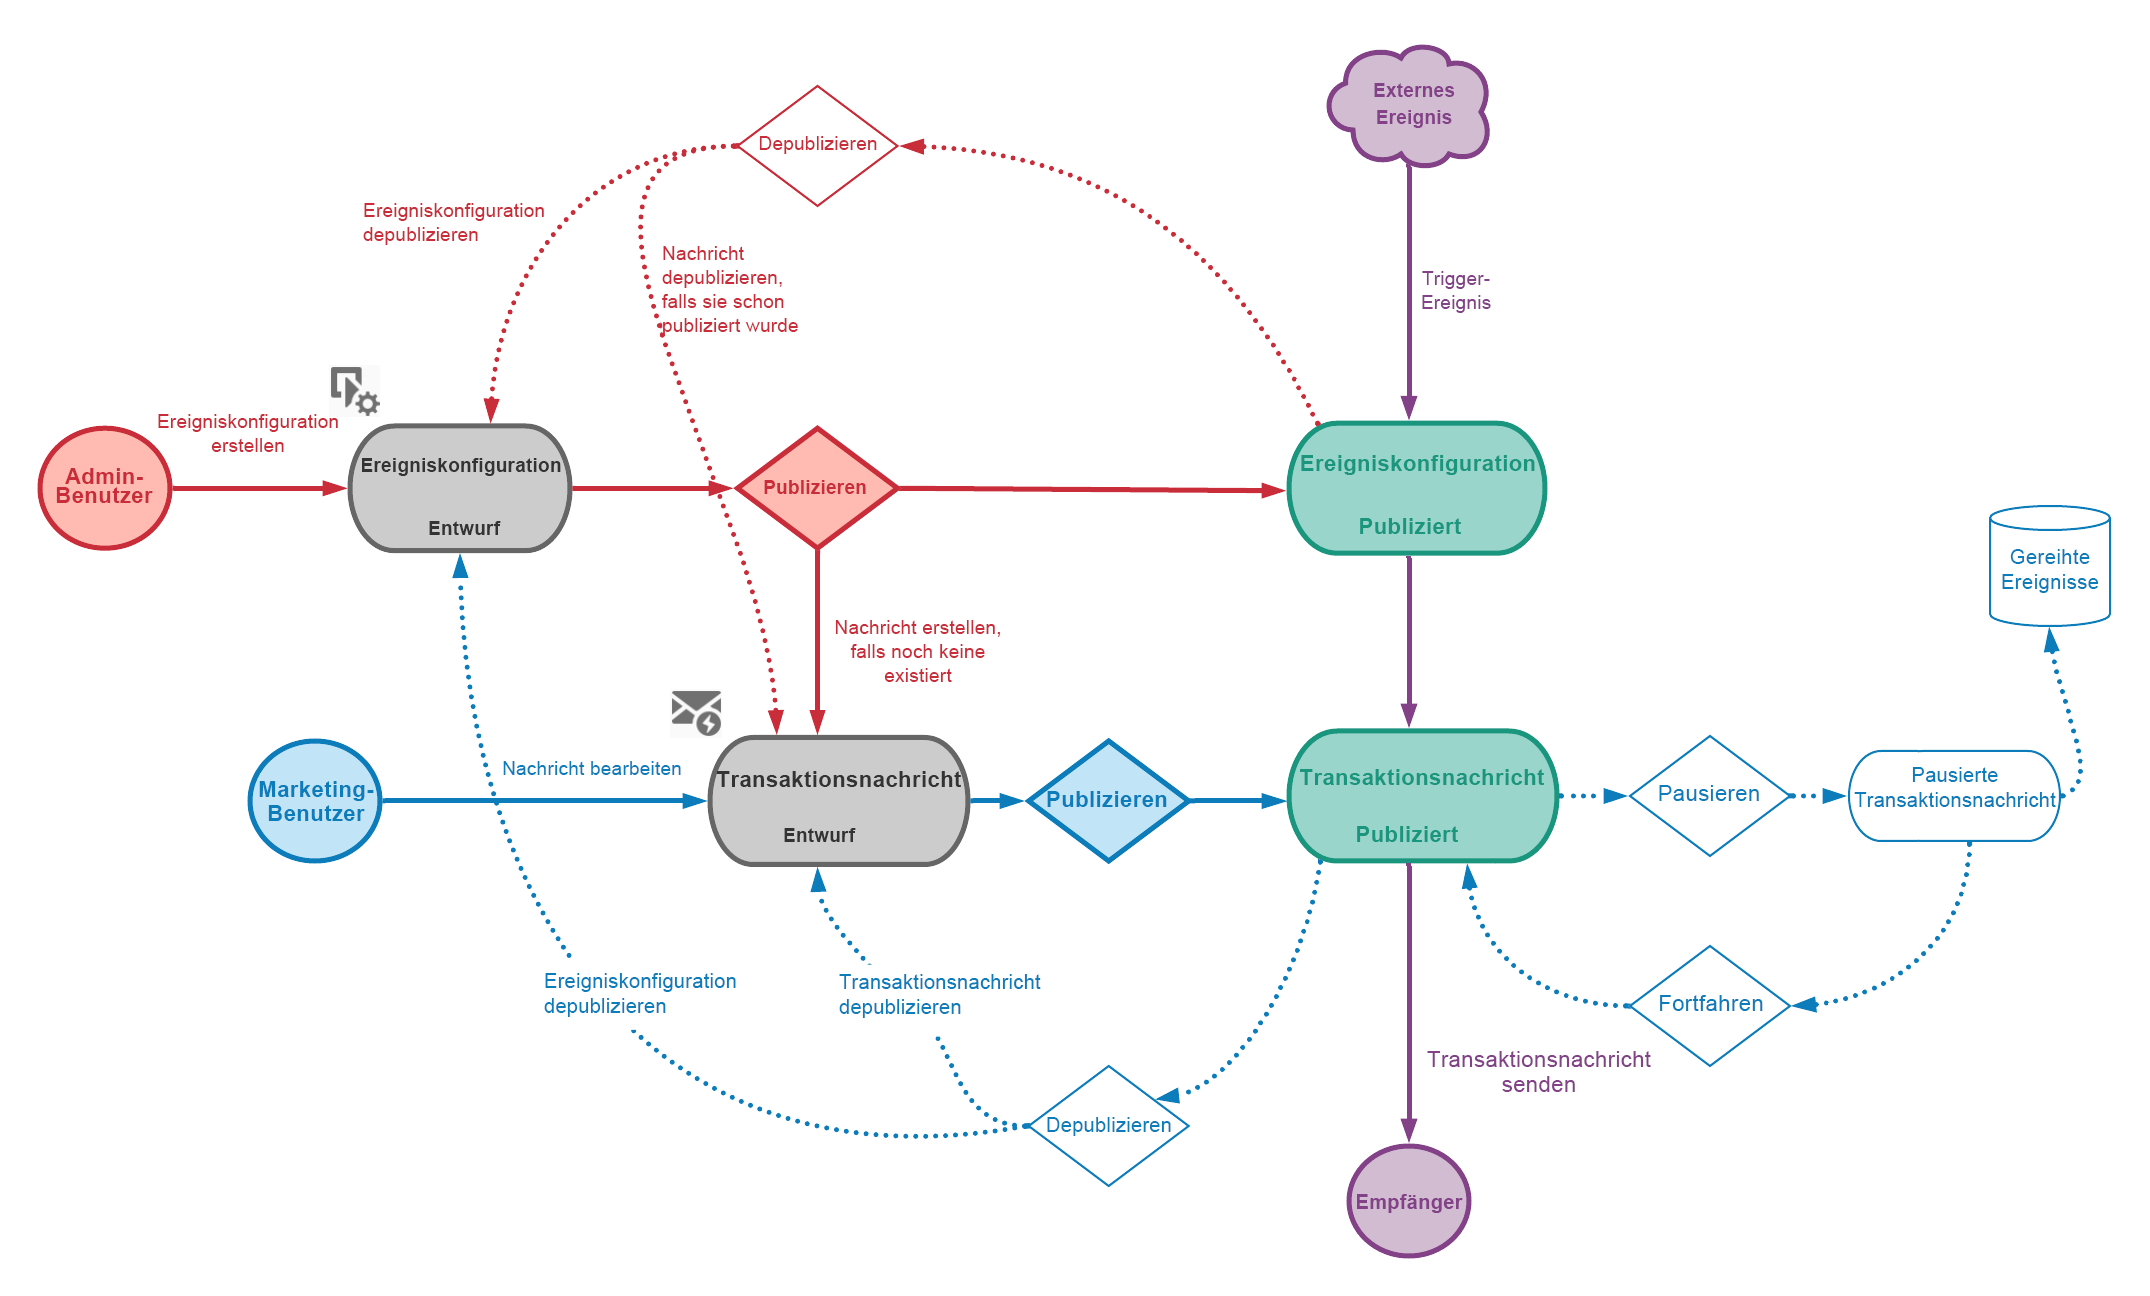 Externes
Ereignis
Depublizieren
Ereigniskonfiguration
depublizieren
Nachricht
depublizieren,
falls sie schon
publiziert wurde
Trigger-
Ereignis
Ereigniskonfiguration
erstellen
Admin-
Benutzer
Ereigniskonfiguration
Entwurf
Publizieren
Ereigniskonfiguration
Publiziert
Gereihte
Ereignisse
Nachricht erstellen,
falls noch keine
existiert
Marketing-
Benutzer
Nachricht bearbeiten
Transaktionsnachricht
Entwurf
Publizieren
Transaktionsnachricht
Publiziert
Pausieren
Pausierte
Transaktionsnachricht
Ereigniskonfiguration
depublizieren
Transaktionsnachricht
depublizieren
Fortfahren
Transaktionsnachricht
senden
Depublizieren
Empfänger